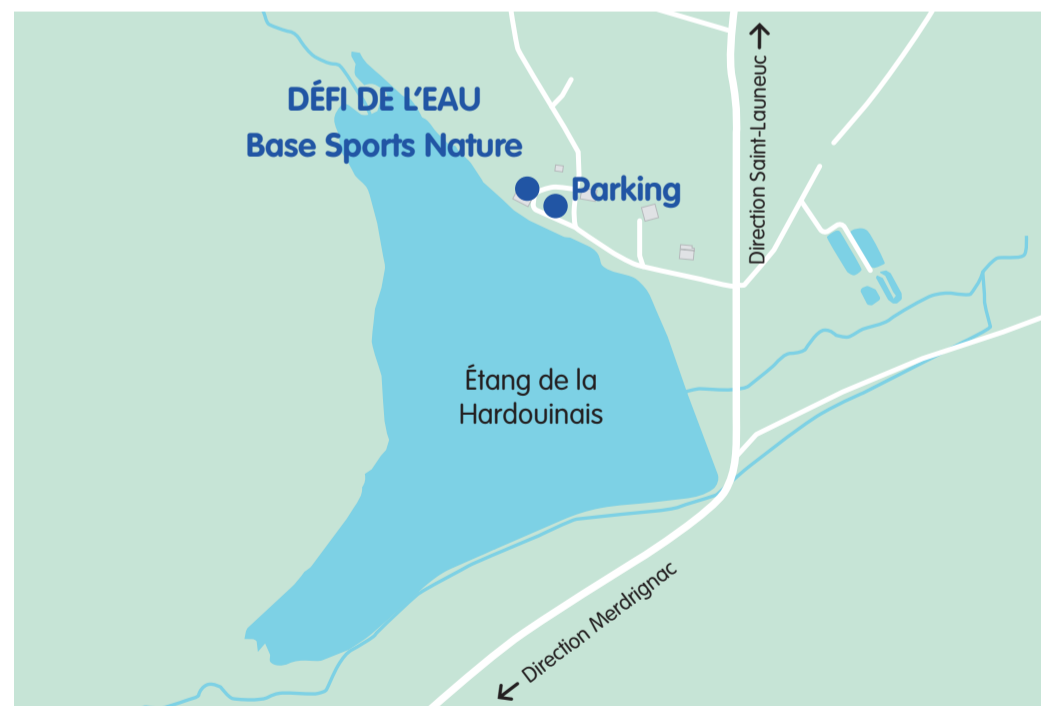 DÉFI DE L'EAU
Base Sports Nature
Parking
Direction Saint-Launeuc
Étang de la
Hardouinais
Direction Merdrignac